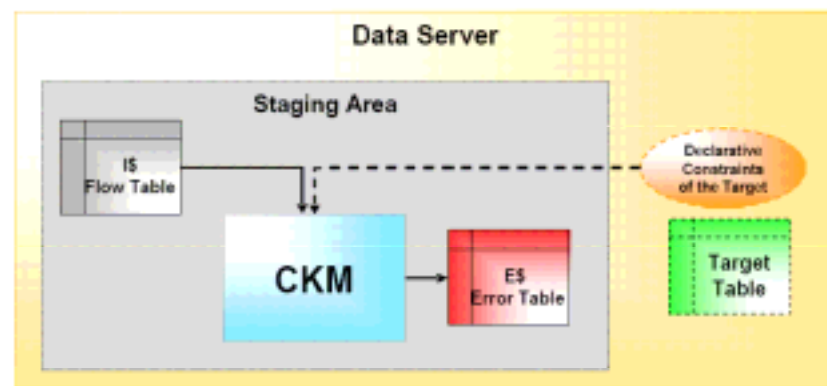 Data Server
Staging Area
I$
Flow Table
Declarative
Constraints
of the Target
CKM
E$
Error Table
Target
Table